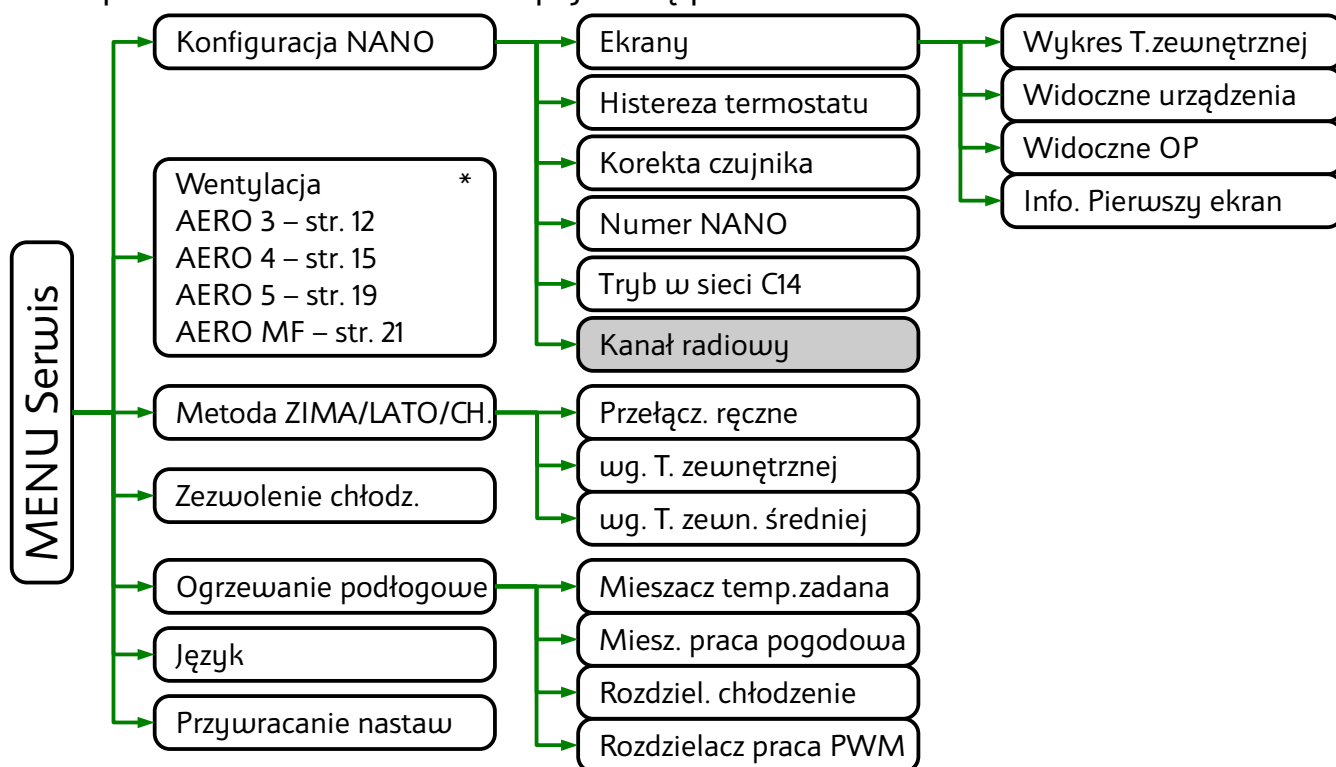 MENU Serwis
Konfiguracja NANO
Ekrany
Wykres T.zewnętrznej
Widoczne urządzenia
Widoczne OP
Info. Pierwszy ekran
Histereza termostatu
Korekta czujnika
Numer NANO
Tryb w sieci C14
Kanał radiowy
Wentylacja *
AERO 3 – str. 12
AERO 4 – str. 15
AERO 5 – str. 19
AERO MF – str. 21
Metoda ZIMA/LATO/CH.
Przełącz. ręczne
wg. T. zewnętrznej
wg. T. zewn. średniej
Zezwolenie chłodz.
Ogrzewanie podłogowe
Mieszacz temp.zadana
Miesz. praca pogodowa
Rozdziel. chłodzenie
Rozdzielacz praca PWM
Język
Przywracanie nastaw